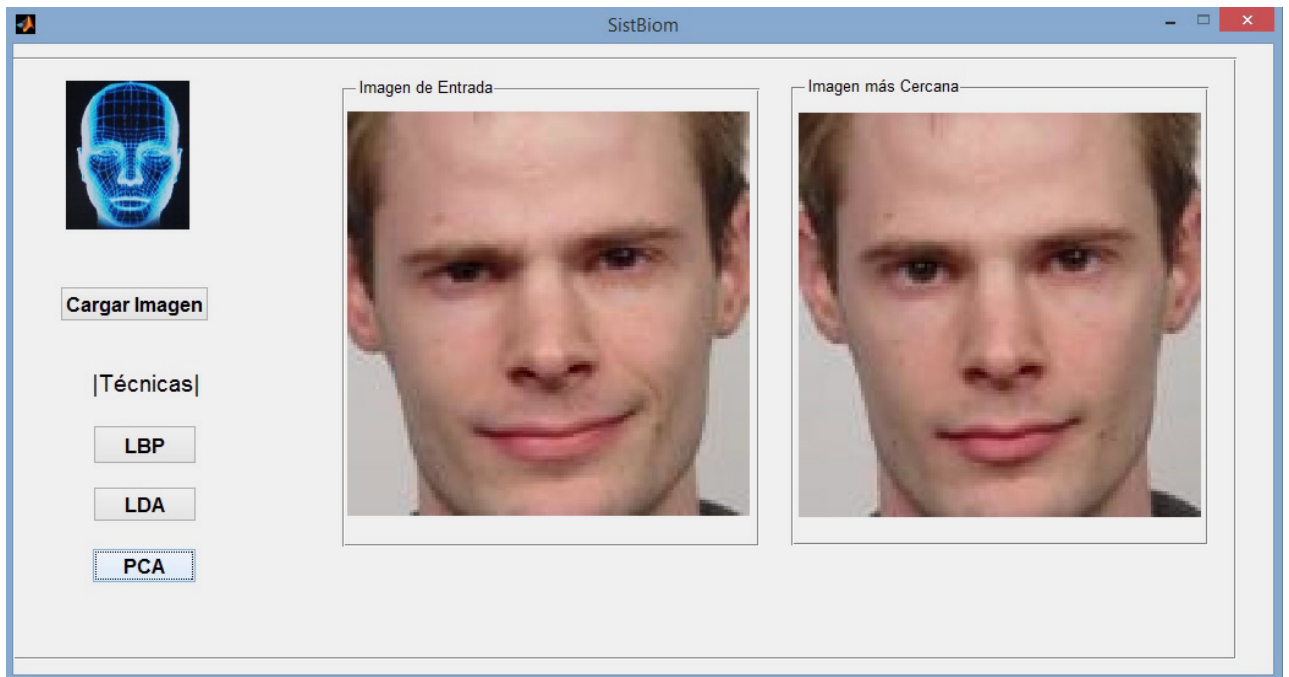 SistBiom
Imagen de Entrada
Imagen más Cercana
Cargar Imagen
|Técnicas|
LBP
LDA
PCA